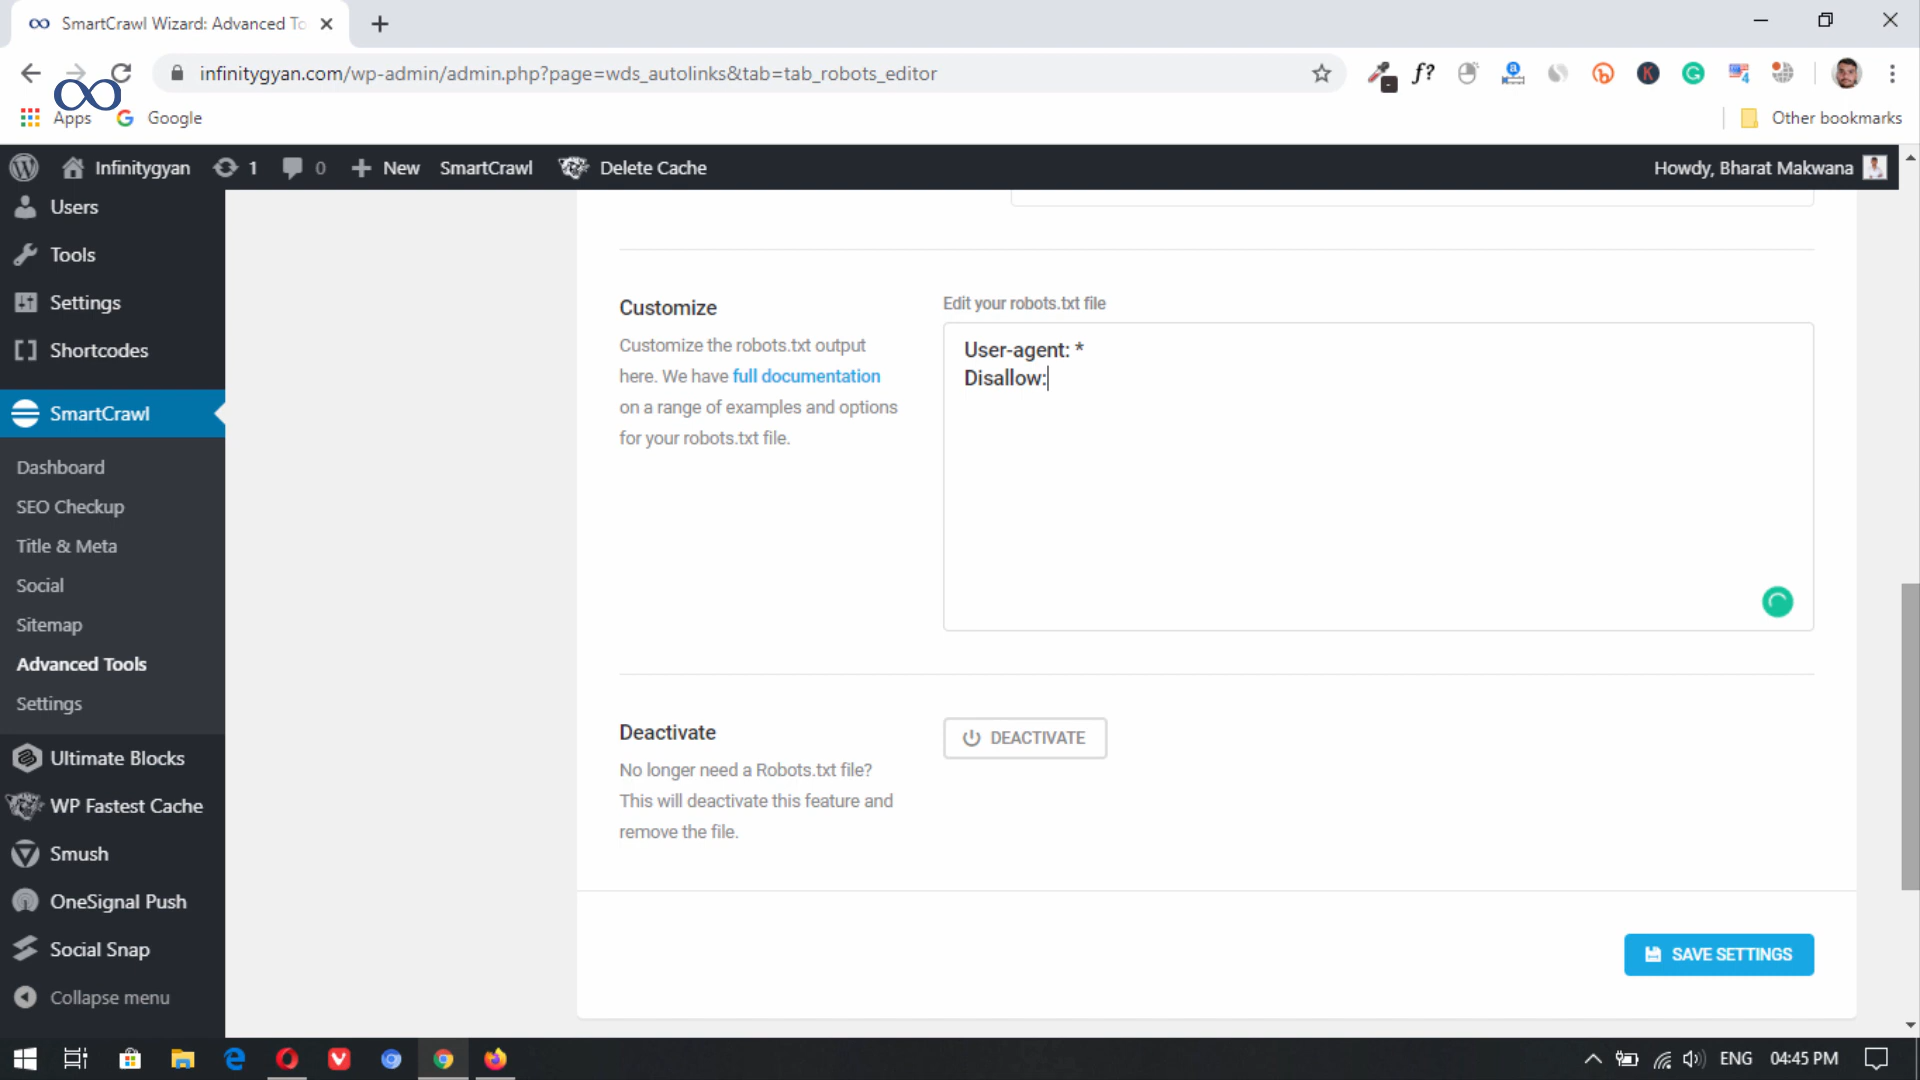 SmartCrawl Wizard: Advanced To
infinitygyan.com/wp-admin/admin.php?page=wds_autolinks&tab=tab_robots_editor
f?
Apps
Google
Other bookmarks
Infinitygyan
1
0
New
SmartCrawl
Delete Cache
Howdy, Bharat Makwana
Users
Tools
Settings
Shortcodes
SmartCrawl
Dashboard
SEO Checkup
Title & Meta
Social
Sitemap
Advanced Tools
Settings
Ultimate Blocks
WP Fastest Cache
Smush
OneSignal Push
Social Snap
Collapse menu
Customize
Customize the robots.txt output
here. We have full documentation
on a range of examples and options
for your robots.txt file.
Edit your robots.txt file
User-agent: *
Disallow:
Deactivate
No longer need a Robots.txt file?
This will deactivate this feature and
remove the file.
DEACTIVATE
SAVE SETTINGS
ENG
04:45 PM